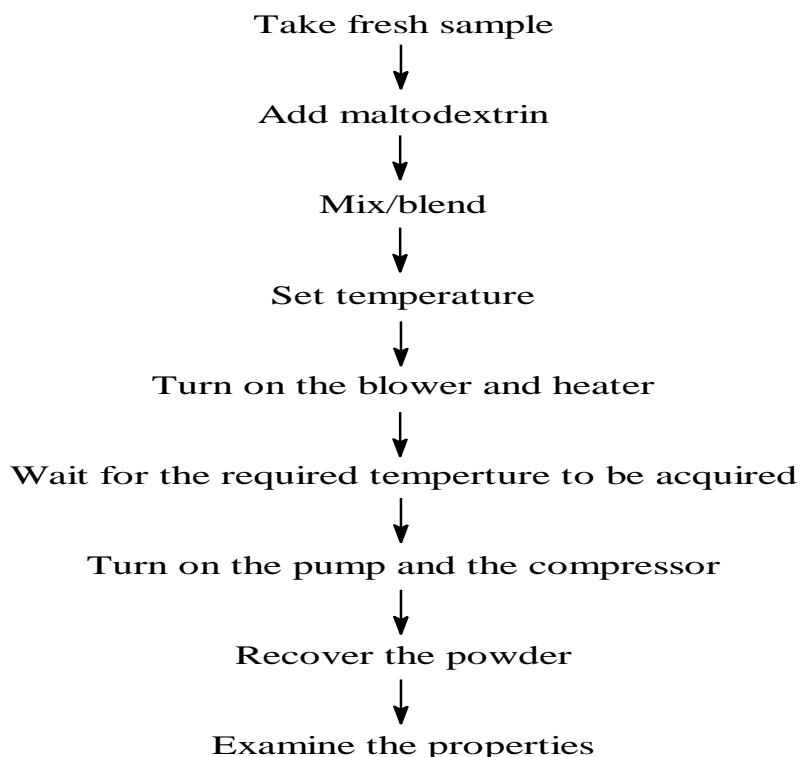 Take fresh sample
Add maltodextrin
Mix/blend
Set temperature
Turn on the blower and heater
Wait for the required temperture to be acquired
Turn on the pump and the compressor
Recover the powder
Examine the properties